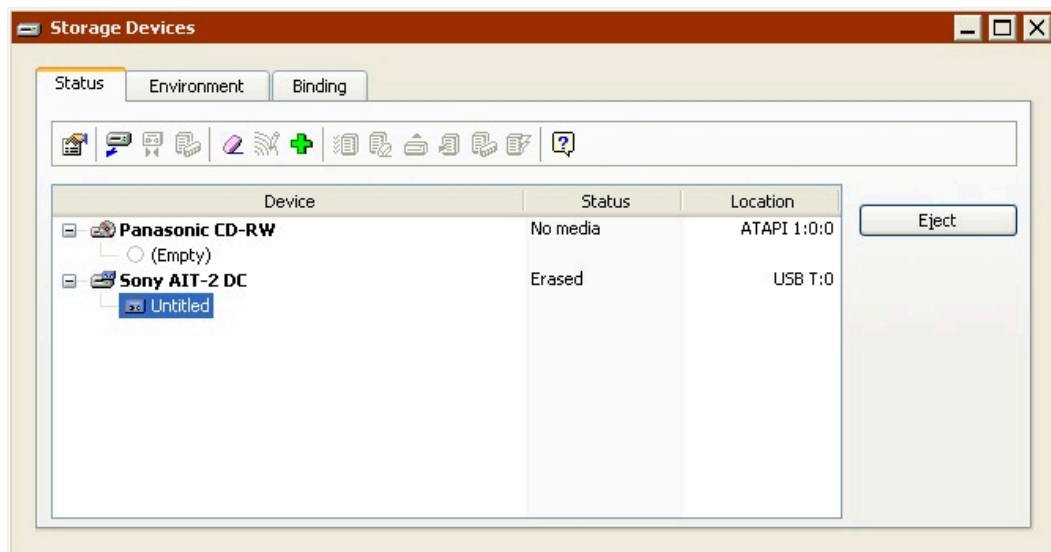 Storage Devices
Status Environment Binding
Device Status Location
Panasonic CD-RW No media ATAPI 1:0:0
(Empty)
Sony AIT-2 DC Erased USB T:0
Untitled
Eject